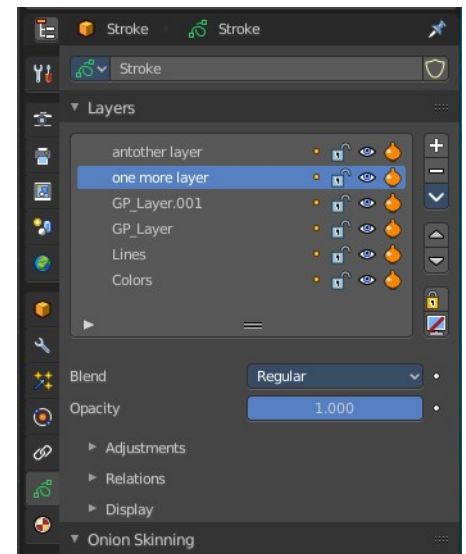 Stroke Stroke
Stroke
Layers
antother layer
one more layer
GP_Layer.001
GP_Layer
Lines
Colors
Blend Regular
Opacity 1.000
Adjustments
Relations
Display
Onion Skinning